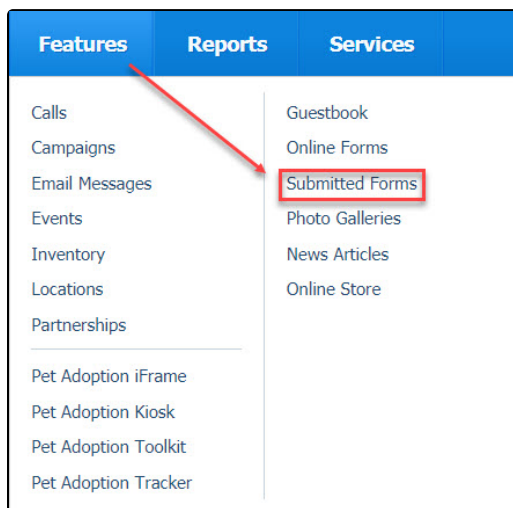 Features Reports Services
Calls
Campaigns
Email Messages
Events
Inventory
Locations
Partnerships
Pet Adoption iFrame
Pet Adoption Kiosk
Pet Adoption Toolkit
Pet Adoption Tracker
Guestbook
Online Forms
Submitted Forms
Photo Galleries
News Articles
Online Store